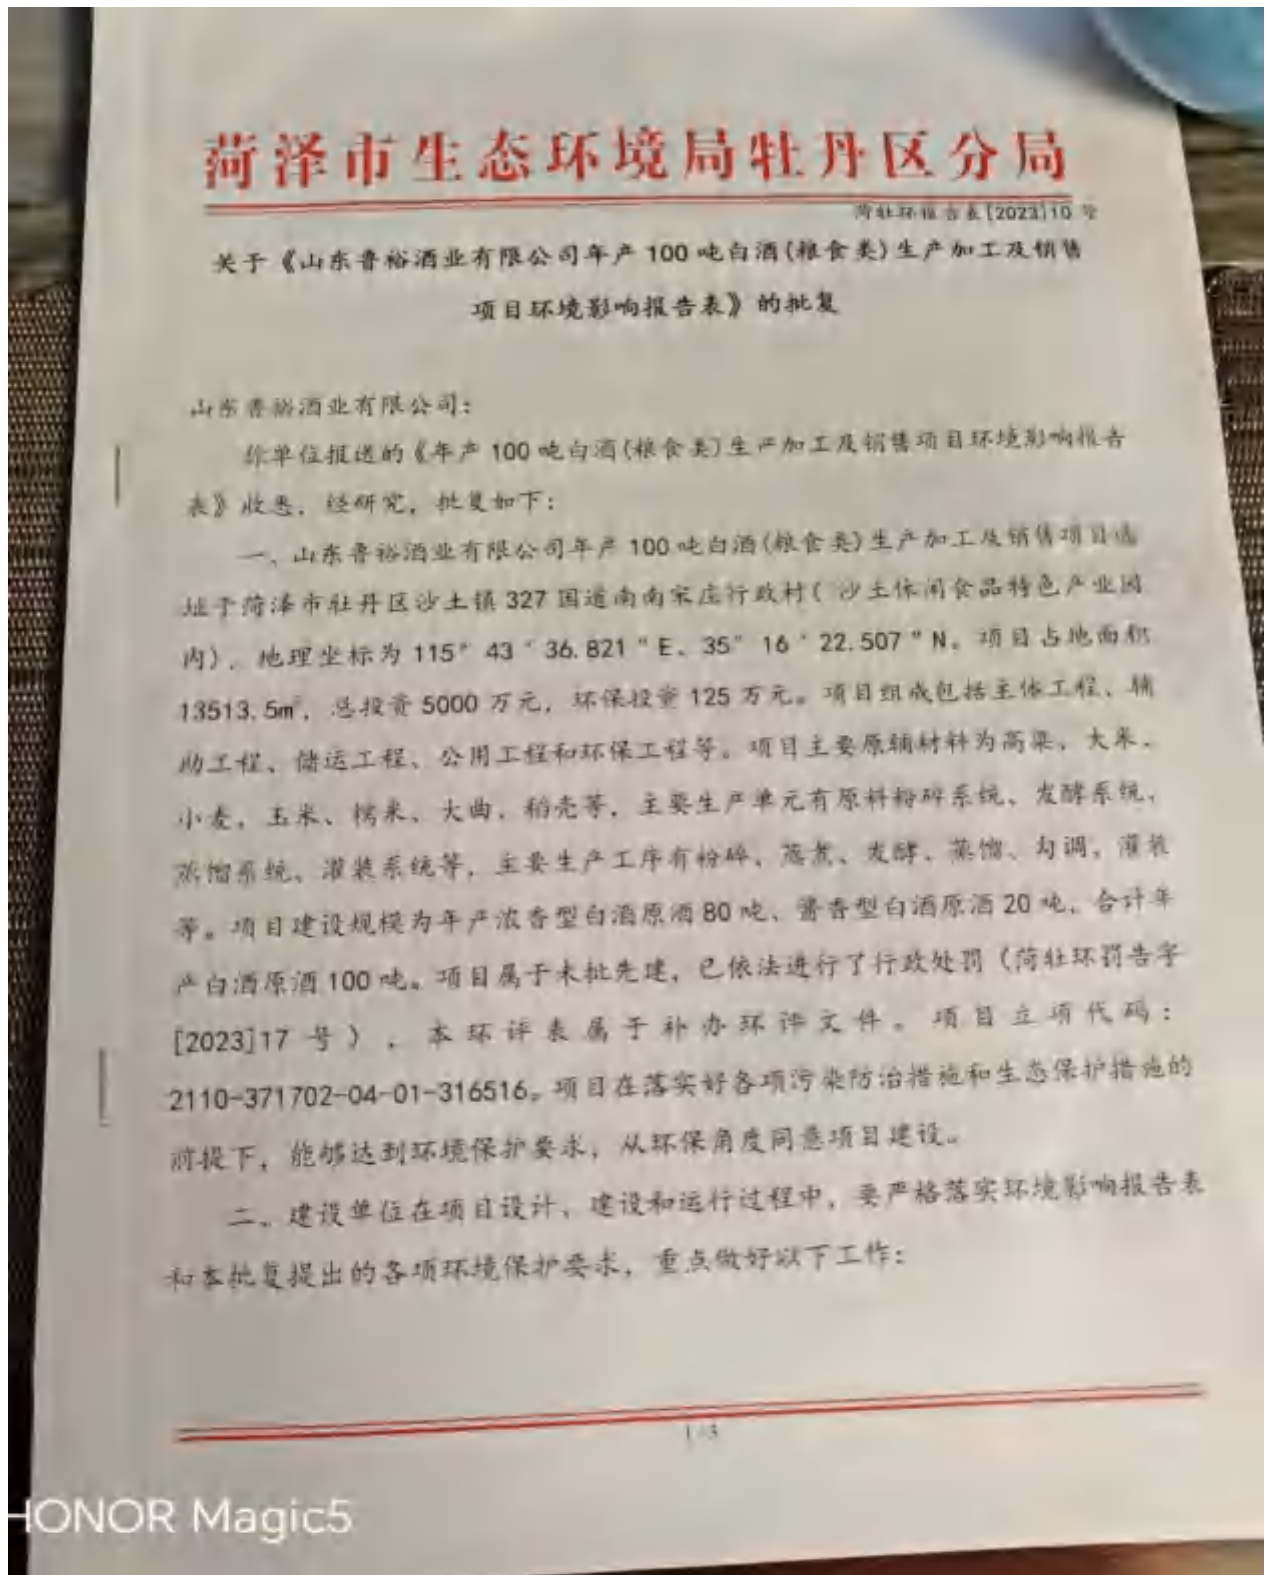 菏泽市生态环境局牡丹区分局
菏牡环报告表[2023]10号
关于《山东鲁裕酒业有限公司年产100吨白酒(粮食类)生产加工及销售
项目环境影响报告表》的批复
山东鲁裕酒业有限公司：
你单位报送的《年产100吨白酒(粮食类)生产加工及销售项目环境影响报告
表》收悉，经研究，批复如下：
一、山东鲁裕酒业有限公司年产100吨白酒(粮食类)生产加工及销售项目选
址于菏泽市牡丹区沙土镇327国道南南宋庄行政村（沙土休闲食品特色产业园
内），地理坐标为115°43′36.821″E、35°16′22.507″N。项目占地面积
13513.5㎡，总投资5000万元，环保投资125万元。项目组成包括主体工程、辅
助工程、储运工程、公用工程和环保工程等。项目主要原辅材料为高粱、大米、
小麦、玉米、糯米、大曲、稻壳等，主要生产单元有原料粉碎系统、发酵系统、
蒸馏系统、灌装系统等，主要生产工序有粉碎、蒸煮、发酵、蒸馏、勾调、灌装
等。项目建设规模为年产浓香型白酒原酒80吨、酱香型白酒原酒20吨，合计年
产白酒原酒100吨。项目属于未批先建，已依法进行了行政处罚（菏牡环罚告字
[2023]17号），本环评表属于补办环评文件。项目立项代码：
2110-371702-04-01-316516。项目在落实好各项污染防治措施和生态保护措施的
前提下，能够达到环境保护要求，从环保角度同意项目建设。
二、建设单位在项目设计、建设和运行过程中，要严格落实环境影响报告表
和本批复提出的各项环境保护要求，重点做好以下工作：
1/5
HONOR Magic5